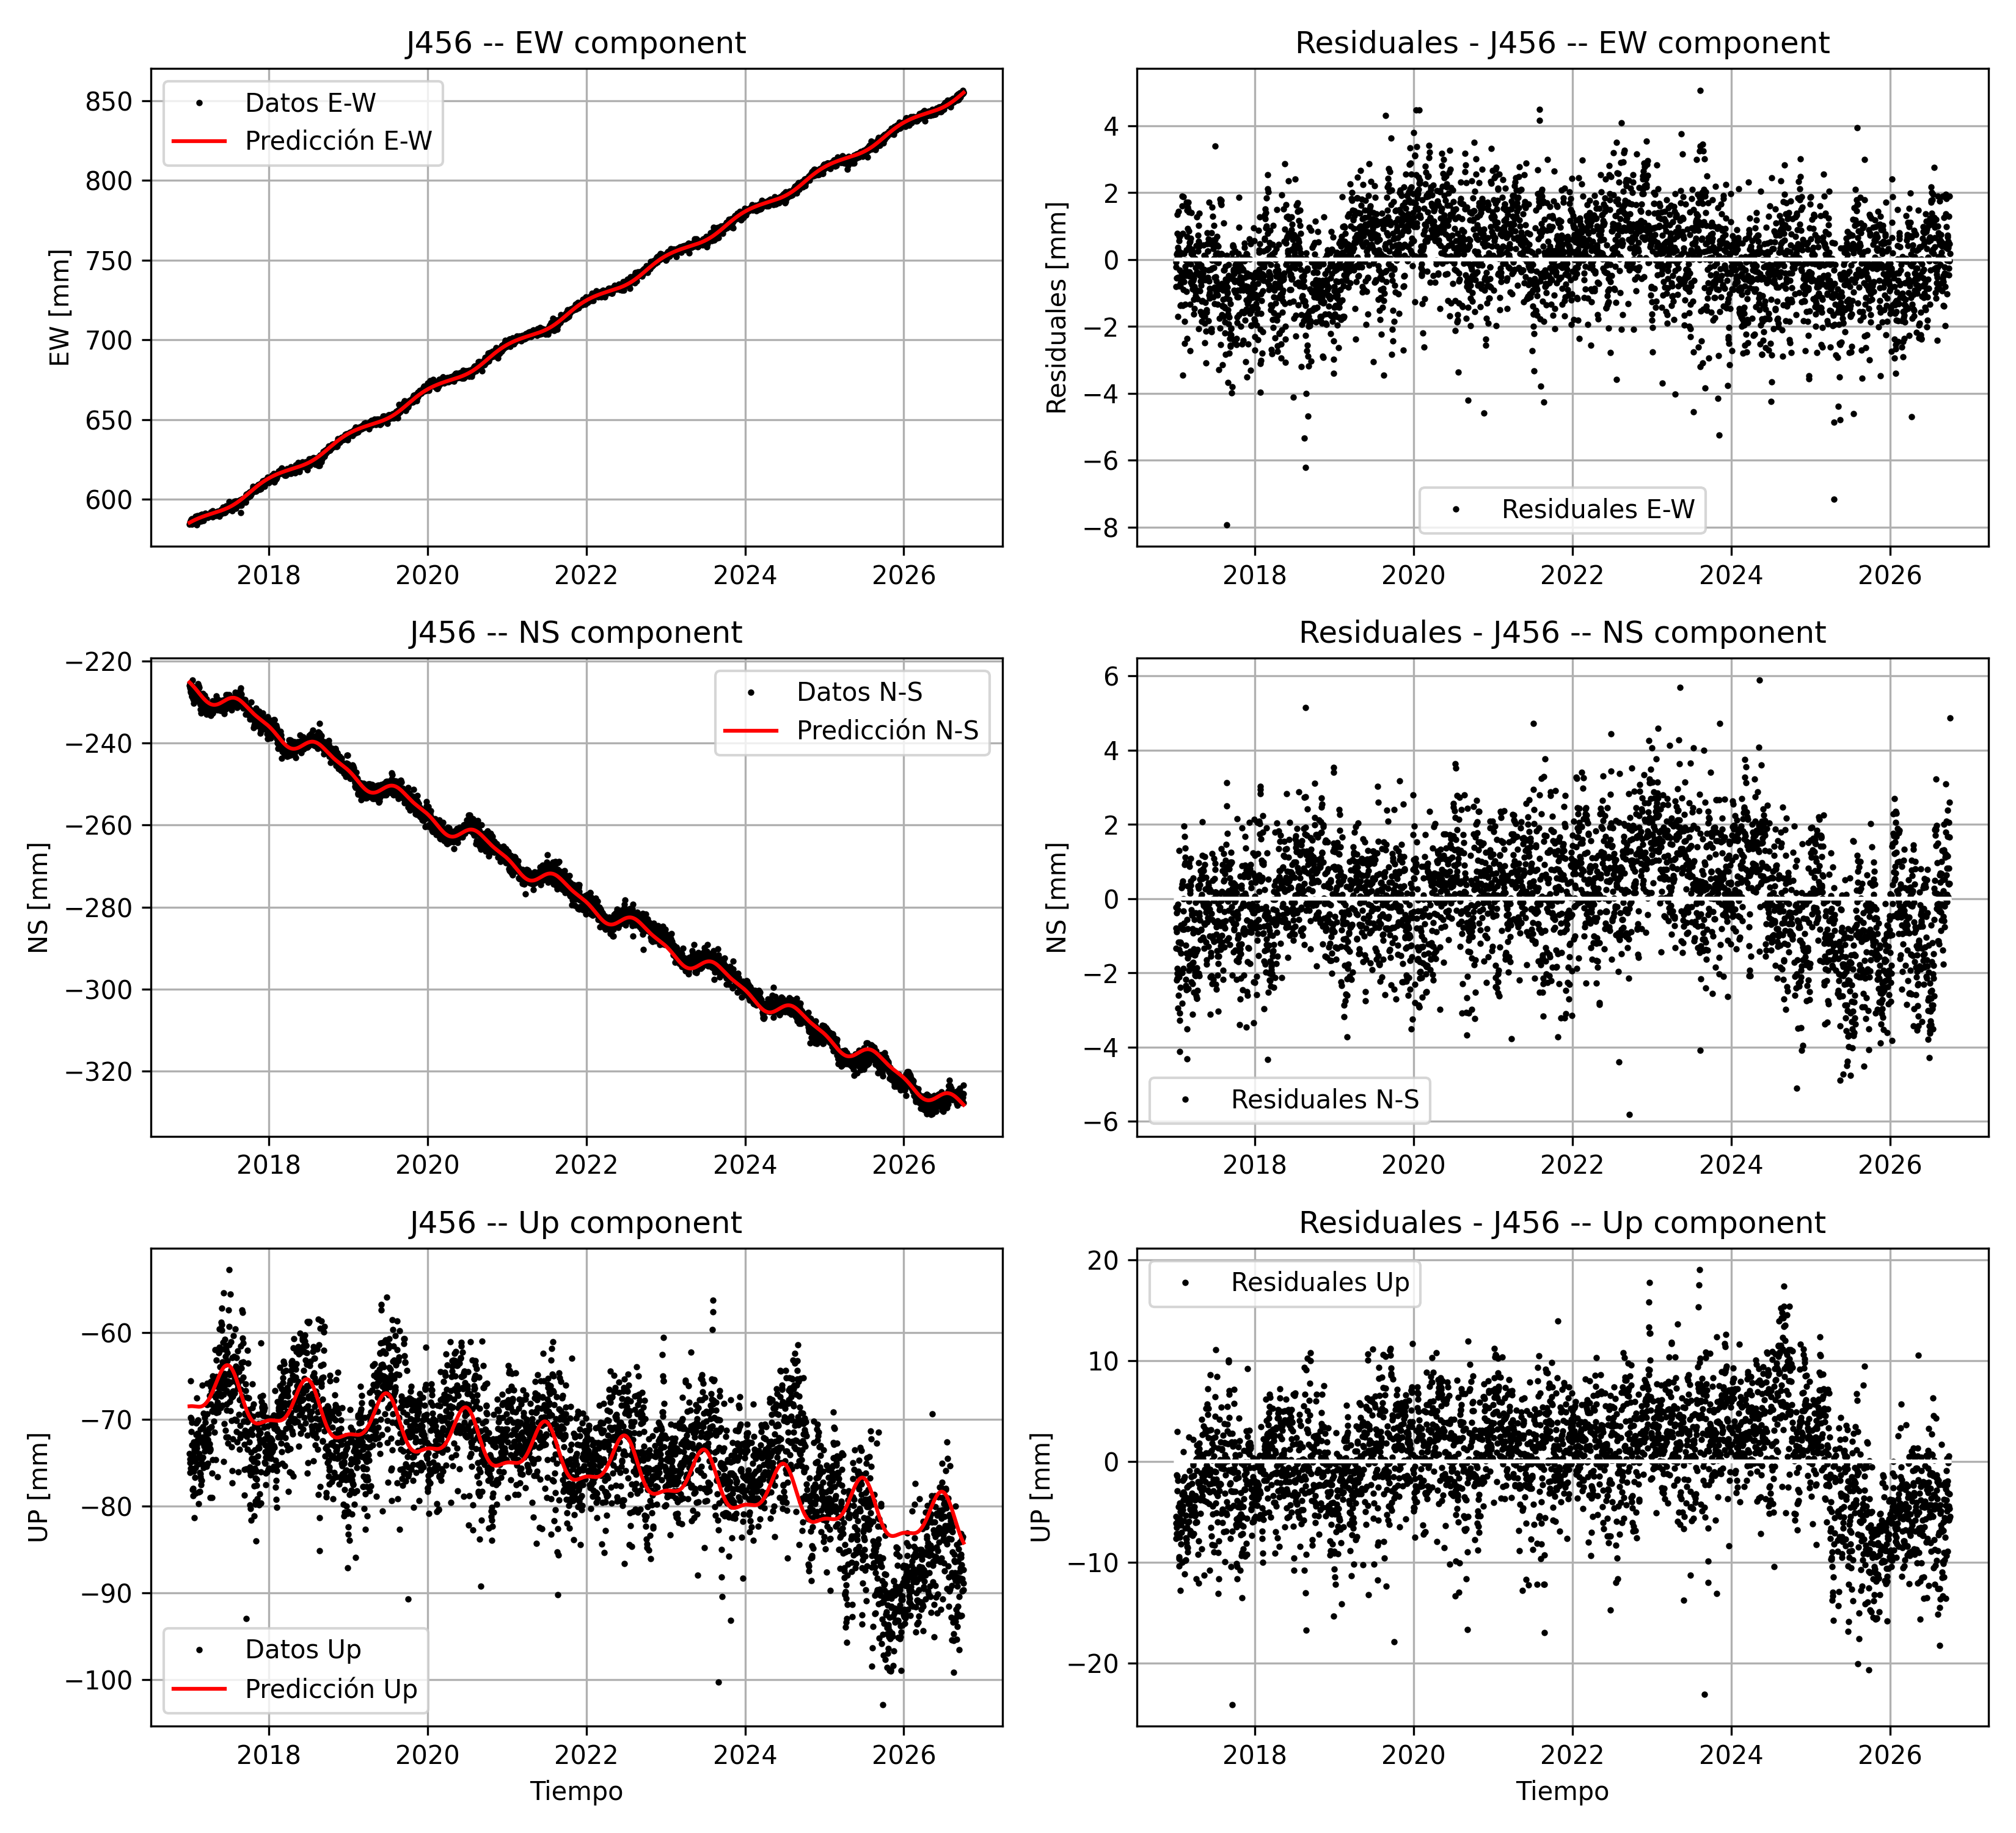 J456 -- EW component
Residuales - J456 -- EW component
850
800
750
700
650
600
EW [mm]
Datos E-W
Predicción E-W
2018 2020 2022 2024 2026
4
2
0
−2
−4
−6
−8
Residuales [mm]
Residuales E-W
2018 2020 2022 2024 2026
J456 -- NS component
Residuales - J456 -- NS component
−220
−240
−260
−280
−300
−320
NS [mm]
Datos N-S
Predicción N-S
2018 2020 2022 2024 2026
6
4
2
0
−2
−4
−6
NS [mm]
Residuales N-S
2018 2020 2022 2024 2026
J456 -- Up component
Residuales - J456 -- Up component
−60
−70
−80
−90
−100
UP [mm]
Datos Up
Predicción Up
2018 2020 2022 2024 2026
Tiempo
20
10
0
−10
−20
UP [mm]
Residuales Up
2018 2020 2022 2024 2026
Tiempo